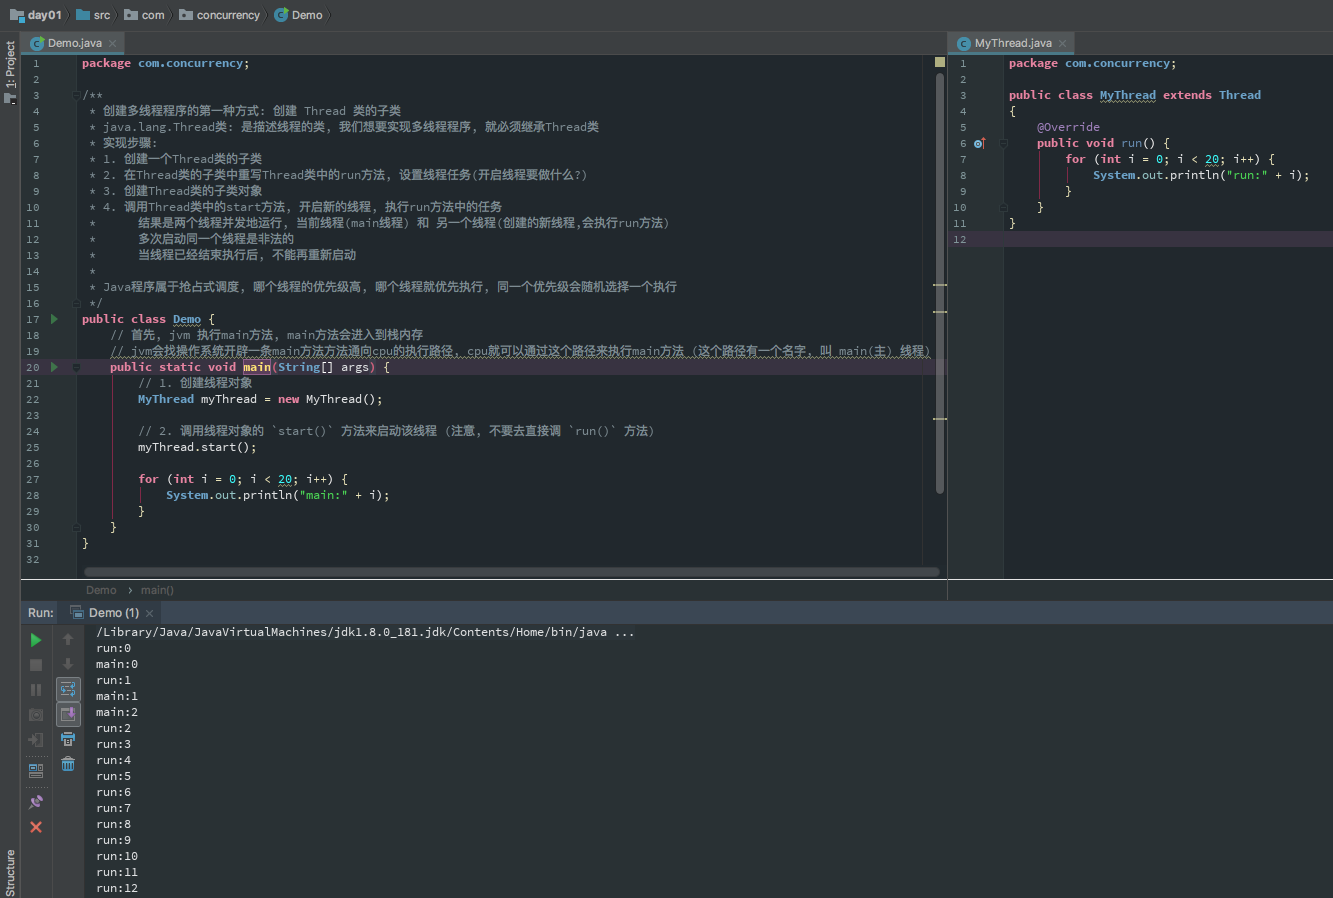 day01 src com concurrency Demo
1: Project
Structure
Demo.java
1 package com.concurrency;
2
3 /**
4 * 创建多线程程序的第一种方式: 创建 Thread 类的子类
5 * java.lang.Thread类: 是描述线程的类, 我们想要实现多线程程序, 就必须继承Thread类
6 * 实现步骤:
7 * 1. 创建一个Thread类的子类
8 * 2. 在Thread类的子类中重写Thread类中的run方法, 设置线程任务(开启线程要做什么?)
9 * 3. 创建Thread类的子类对象
10 * 4. 调用Thread类中的start方法, 开启新的线程, 执行run方法中的任务
11 * 结果是两个线程并发地运行, 当前线程(main线程) 和 另一个线程(创建的新线程,会执行run方法)
12 * 多次启动同一个线程是非法的
13 * 当线程已经结束执行后, 不能再重新启动
14 *
15 * Java程序属于抢占式调度, 哪个线程的优先级高, 哪个线程就优先执行, 同一个优先级会随机选择一个执行
16 */
17 public class Demo {
18 // 首先, jvm 执行main方法, main方法会进入到栈内存
19 // jvm会找操作系统开辟一条main方法方法通向cpu的执行路径, cpu就可以通过这个路径来执行main方法 (这个路径有一个名字, 叫 main(主) 线程)
20 public static void main(String[] args) {
21 // 1. 创建线程对象
22 MyThread myThread = new MyThread();
23
24 // 2. 调用线程对象的 `start()` 方法来启动该线程 (注意, 不要去直接调 `run()` 方法)
25 myThread.start();
26
27 for (int i = 0; i < 20; i++) {
28 System.out.println("main:" + i);
29 }
30 }
31 }
32
Demo › main()
MyThread.java
1 package com.concurrency;
2
3 public class MyThread extends Thread
4 {
5 @Override
6 public void run() {
7 for (int i = 0; i < 20; i++) {
8 System.out.println("run:" + i);
9 }
10 }
11 }
12
Run: Demo (1)
/Library/Java/JavaVirtualMachines/jdk1.8.0_181.jdk/Contents/Home/bin/java ...
run:0
main:0
run:1
main:1
main:2
run:2
run:3
run:4
run:5
run:6
run:7
run:8
run:9
run:10
run:11
run:12